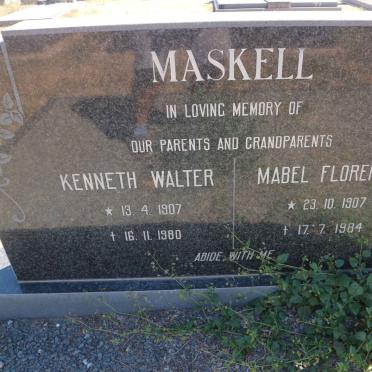 MASKELL
IN LOVING MEMORY OF
OUR PARENTS AND GRANDPARENTS
KENNETH WALTER
* 13 . 4 . 1907
† 16 . 11 . 1980
MABEL
* 23 . 10 . 1907
† 17 . 7 . 1984
ABIDE WITH ME